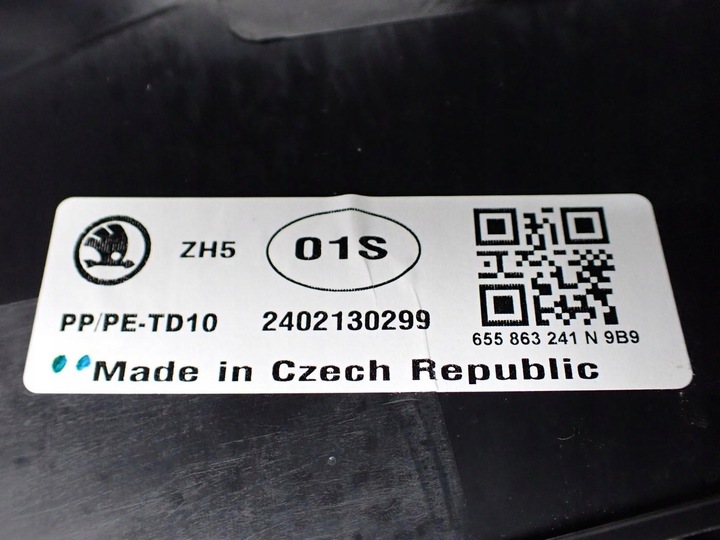 ZH5
01S
PP/PE-TD10
2402130299
655 863 241 N 9B9
Made in Czech Republic